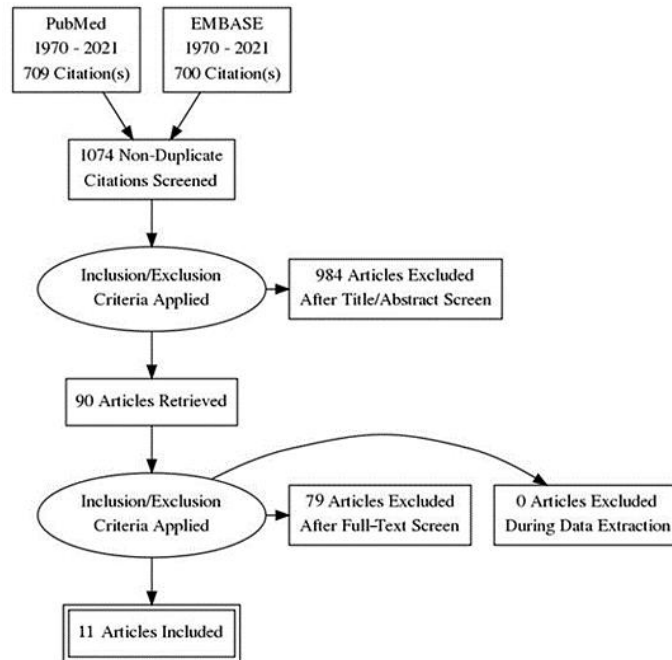 PubMed
1970 - 2021
709 Citation(s)
EMBASE
1970 - 2021
700 Citation(s)
1074 Non-Duplicate
Citations Screened
Inclusion/Exclusion
Criteria Applied
984 Articles Excluded
After Title/Abstract Screen
90 Articles Retrieved
Inclusion/Exclusion
Criteria Applied
79 Articles Excluded
After Full-Text Screen
0 Articles Excluded
During Data Extraction
11 Articles Included